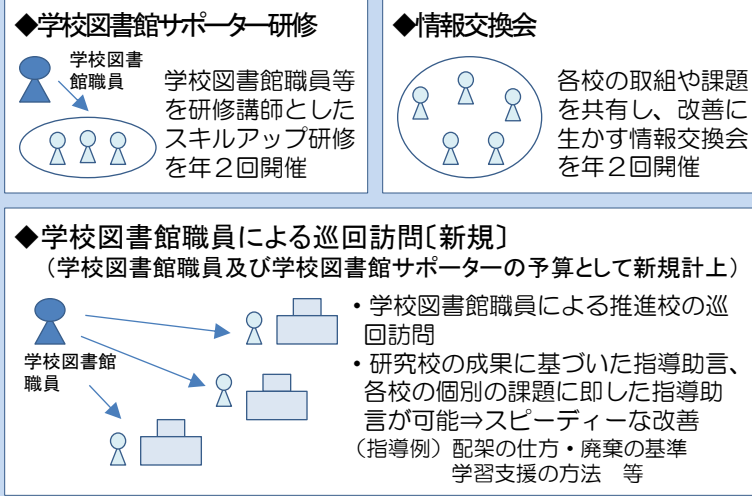 ◆学校図書館サポーター研修
学校図書
館職員
学校図書館職員等
を研修講師とした
スキルアップ研修
を年２回開催
◆情報交換会
各校の取組や課題
を共有し、改善に
生かす情報交換会
を年２回開催
◆学校図書館職員による巡回訪問〔新規〕
（学校図書館職員及び学校図書館サポーターの予算として新規計上）
学校図書館
職員
・学校図書館職員による推進校の巡
回訪問
・研究校の成果に基づいた指導助言、
各校の個別の課題に即した指導助
言が可能⇒スピーディーな改善
（指導例）配架の仕方・廃棄の基準
学習支援の方法　等